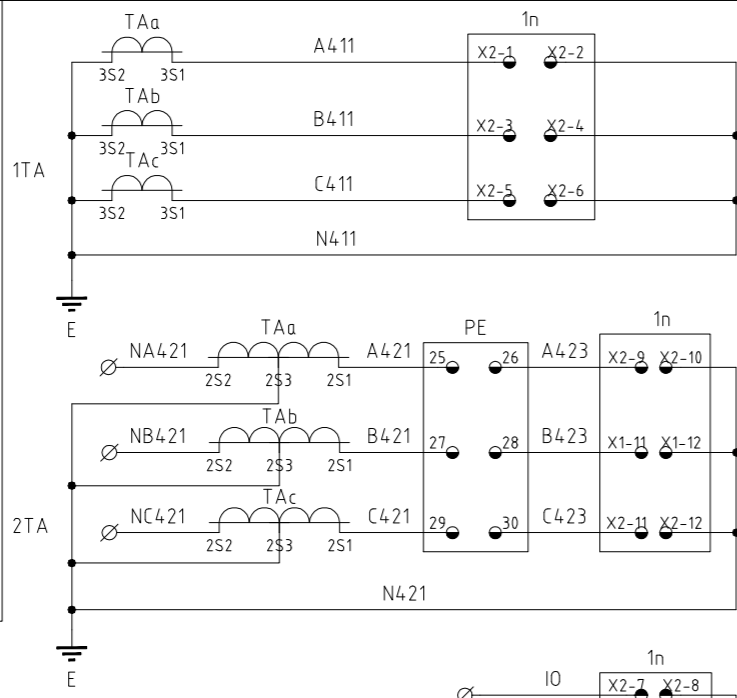 TAa 1n
A411 X2-1 X2-2
3S2 3S1
TAb
B411 X2-3 X2-4
3S2 3S1
TAc
1TA
C411 X2-5 X2-6
3S2 3S1
N411
E
TAa PE 1n
NA421 A421 25 26 A423 X2-9 X2-10
2S2 2S3 2S1
TAb
NB421 B421 27 28 B423 X1-11 X1-12
2S2 2S3 2S1
TAc
2TA
NC421 C421 29 30 C423 X2-11 X2-12
2S2 2S3 2S1
N421
E
1n
I0 X2-7 X2-8